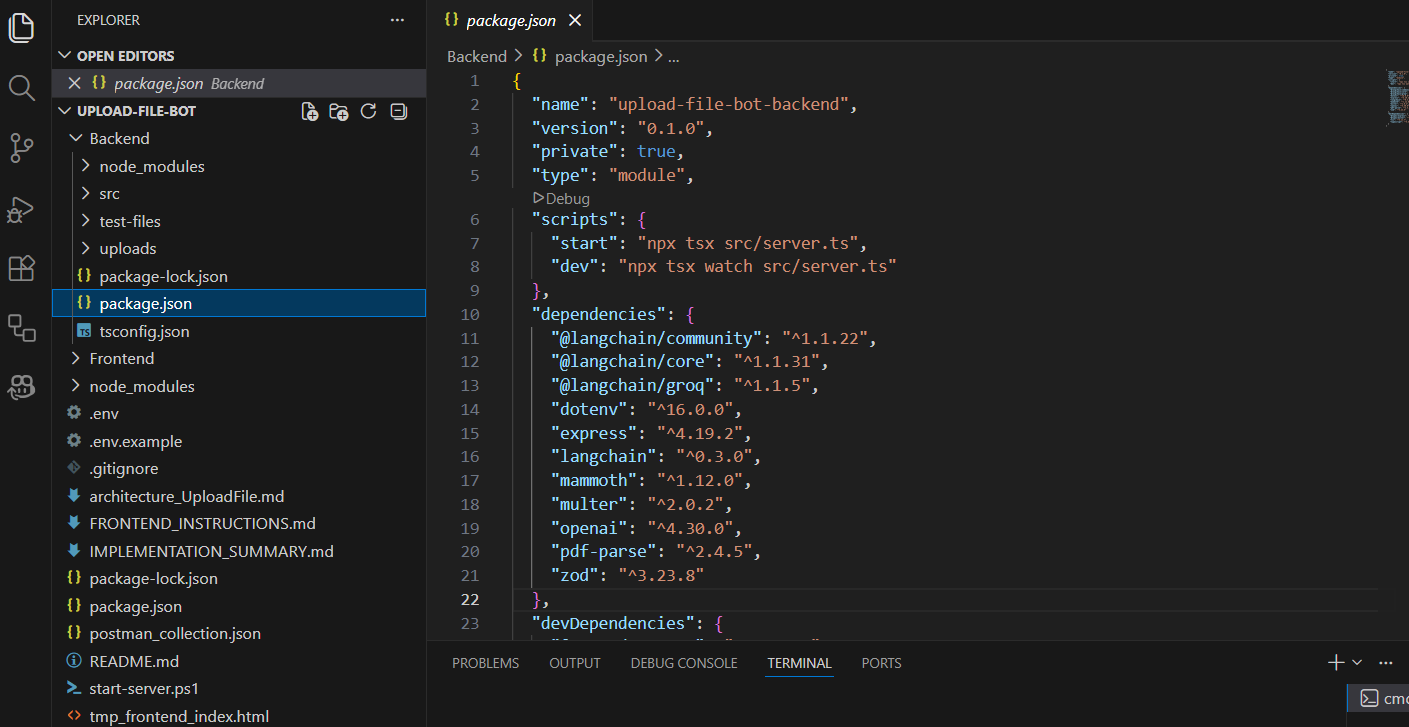 EXPLORER
OPEN EDITORS
package.json Backend
UPLOAD-FILE-BOT
Backend
node_modules
src
test-files
uploads
package-lock.json
package.json
tsconfig.json
Frontend
node_modules
.env
.env.example
.gitignore
architecture_UploadFile.md
FRONTEND_INSTRUCTIONS.md
IMPLEMENTATION_SUMMARY.md
package-lock.json
package.json
postman_collection.json
README.md
start-server.ps1
tmp_frontend_index.html
package.json
Backend > {} package.json > ...
1 {
2 "name": "upload-file-bot-backend",
3 "version": "0.1.0",
4 "private": true,
5 "type": "module",
Debug
6 "scripts": {
7 "start": "npx tsx src/server.ts",
8 "dev": "npx tsx watch src/server.ts"
9 },
10 "dependencies": {
11 "@langchain/community": "^1.1.22",
12 "@langchain/core": "^1.1.31",
13 "@langchain/groq": "^1.1.5",
14 "dotenv": "^16.0.0",
15 "express": "^4.19.2",
16 "langchain": "^0.3.0",
17 "mammoth": "^1.12.0",
18 "multer": "^2.0.2",
19 "openai": "^4.30.0",
20 "pdf-parse": "^2.4.5",
21 "zod": "^3.23.8"
22 },
23 "devDependencies": {
PROBLEMS OUTPUT DEBUG CONSOLE TERMINAL PORTS